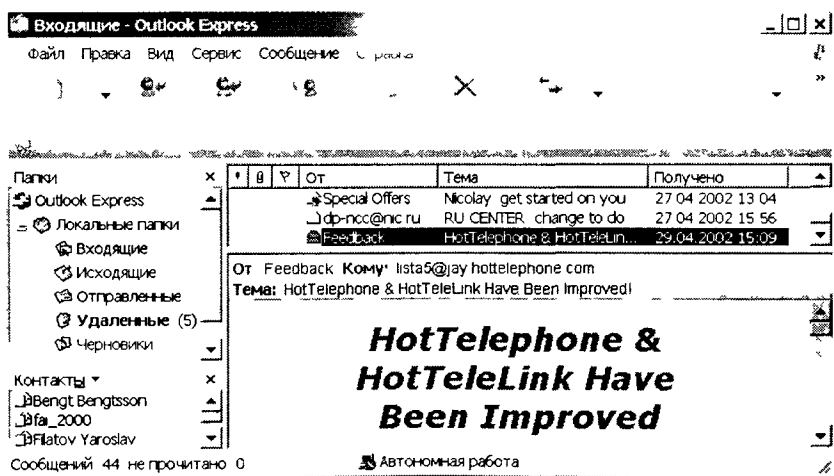 Входящие - Outlook Express
Файл Правка Вид Сервис Сообщение
Папки
Outlook Express
Локальные папки
Входящие
Исходящие
Отправленные
Удаленные (5)
Черновики
Контакты
Bengt Bengtsson
fai_2000
Filatov Yaroslav
От Тема Получено
Special Offers Nicolay get started on you 27 04 2002 13 04
dp-ncc@nic ru RU CENTER change to do 27 04 2002 15 56
Feedback HotTelephone & HotTeleLin... 29.04.2002 15:09
От Feedback Кому: lista5@jay hottelephone com
Тема: HotTelephone & HotTeleLink Have Been Improved!
HotTelephone &
HotTeleLink Have
Been Improved
Сообщений 44 не прочитано 0
Автономная работа